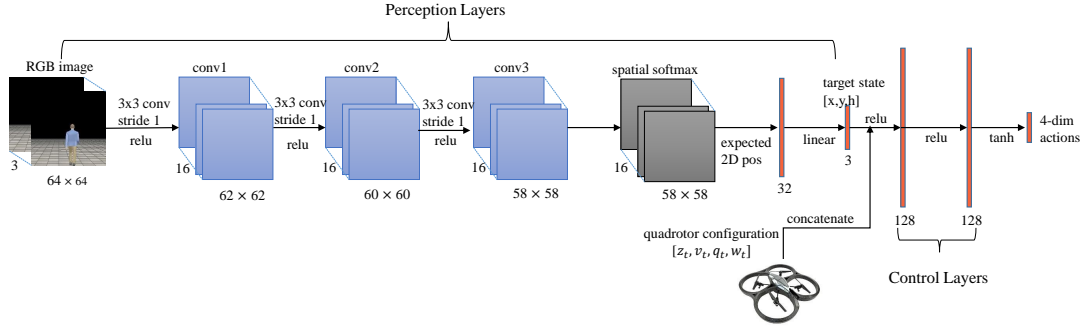 Perception Layers
RGB image
3
64 × 64
3x3 conv
stride 1
relu
conv1
16
62 × 62
3x3 conv
stride 1
relu
conv2
16
60 × 60
3x3 conv
stride 1
relu
conv3
16
58 × 58
spatial softmax
16
58 × 58
expected
2D pos
32
linear
target state
[x,y,h]
3
relu
quadrotor configuration
[z_t, v_t, q_t, w_t]
concatenate
128
relu
128
Control Layers
tanh
4-dim
actions